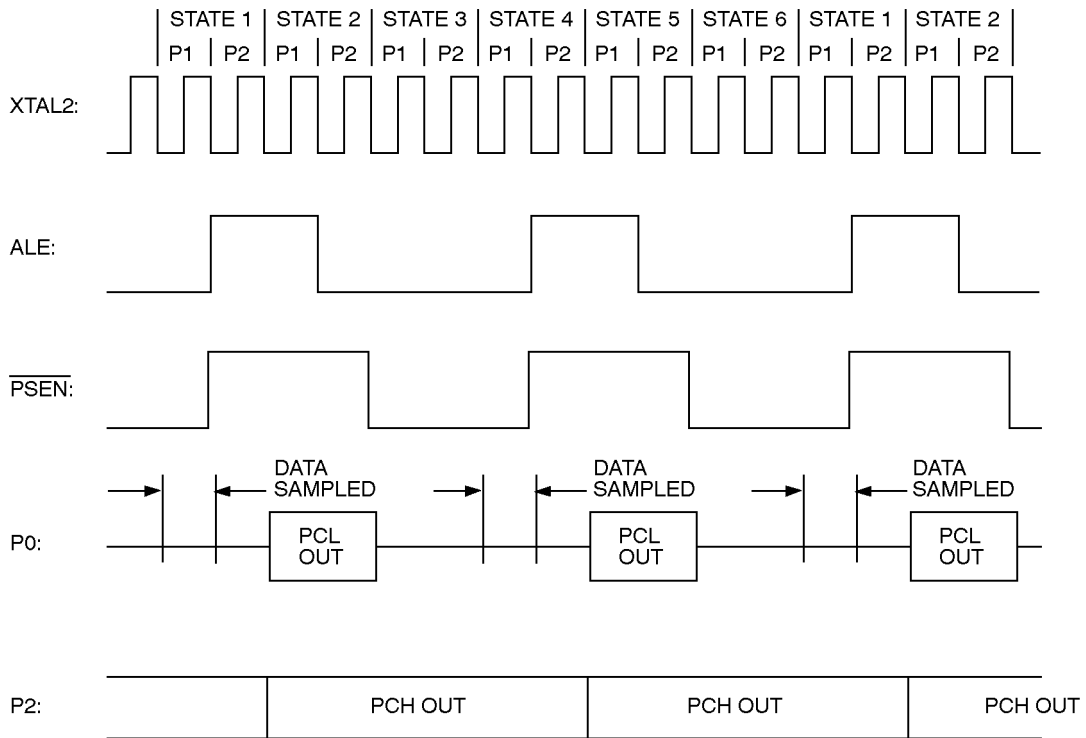 STATE 1 STATE 2 STATE 3 STATE 4 STATE 5 STATE 6 STATE 1 STATE 2
P1 P2 P1 P2 P1 P2 P1 P2 P1 P2 P1 P2 P1 P2 P1 P2
XTAL2:
ALE:
PSEN:
DATA SAMPLED
DATA SAMPLED
DATA SAMPLED
P0:
PCL OUT
PCL OUT
PCL OUT
P2:
PCH OUT
PCH OUT
PCH OUT